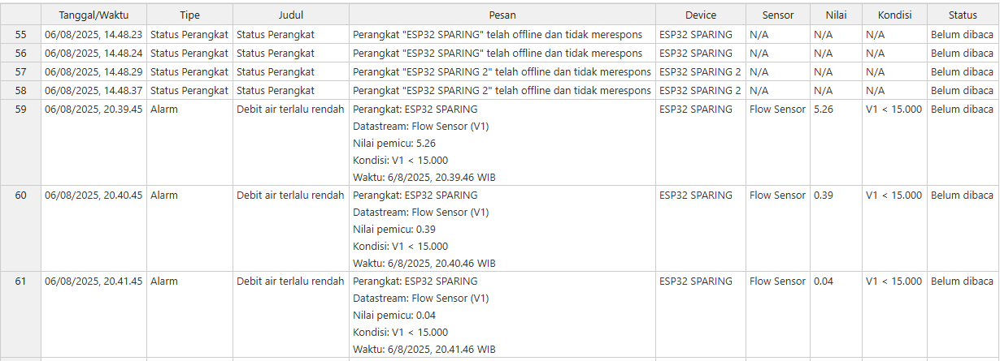 Tanggal/Waktu Tipe Judul Pesan Device Sensor Nilai Kondisi Status
55 06/08/2025, 14.48.23 Status Perangkat Status Perangkat Perangkat "ESP32 SPARING" telah offline dan tidak merespons ESP32 SPARING N/A N/A N/A Belum dibaca
56 06/08/2025, 14.48.24 Status Perangkat Status Perangkat Perangkat "ESP32 SPARING" telah offline dan tidak merespons ESP32 SPARING N/A N/A N/A Belum dibaca
57 06/08/2025, 14.48.29 Status Perangkat Status Perangkat Perangkat "ESP32 SPARING 2" telah offline dan tidak merespons ESP32 SPARING 2 N/A N/A N/A Belum dibaca
58 06/08/2025, 14.48.37 Status Perangkat Status Perangkat Perangkat "ESP32 SPARING 2" telah offline dan tidak merespons ESP32 SPARING 2 N/A N/A N/A Belum dibaca
59 06/08/2025, 20.39.45 Alarm Debit air terlalu rendah Perangkat: ESP32 SPARING ESP32 SPARING Flow Sensor 5.26 V1 < 15.000 Belum dibaca
Datastream: Flow Sensor (V1)
Nilai pemicu: 5.26
Kondisi: V1 < 15.000
Waktu: 6/8/2025, 20.39.46 WIB
60 06/08/2025, 20.40.45 Alarm Debit air terlalu rendah Perangkat: ESP32 SPARING ESP32 SPARING Flow Sensor 0.39 V1 < 15.000 Belum dibaca
Datastream: Flow Sensor (V1)
Nilai pemicu: 0.39
Kondisi: V1 < 15.000
Waktu: 6/8/2025, 20.40.46 WIB
61 06/08/2025, 20.41.45 Alarm Debit air terlalu rendah Perangkat: ESP32 SPARING ESP32 SPARING Flow Sensor 0.04 V1 < 15.000 Belum dibaca
Datastream: Flow Sensor (V1)
Nilai pemicu: 0.04
Kondisi: V1 < 15.000
Waktu: 6/8/2025, 20.41.46 WIB